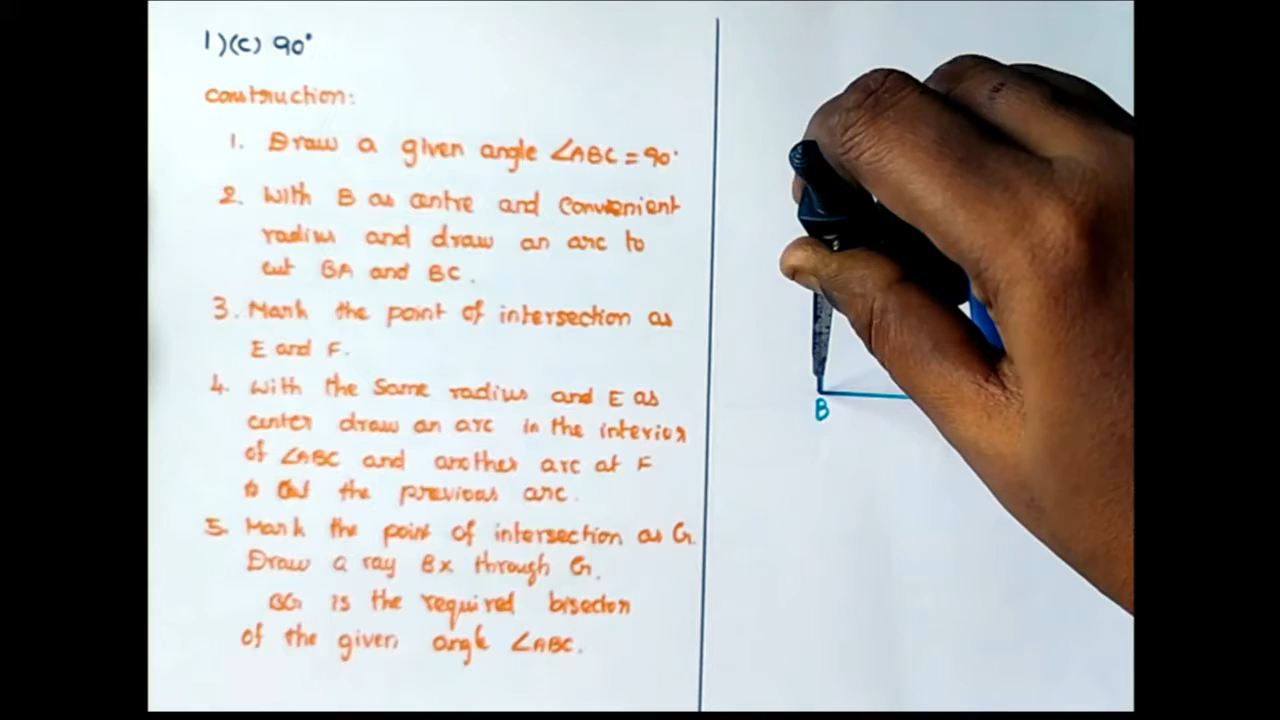 1)(c) 90°
construction:
1. Draw a given angle ∠ABC = 90°
2. With B as centre and convenient
radius and draw an arc to
cut BA and BC.
3. Mark the point of intersection as
E and F.
4. With the same radius and E as
center draw an arc in the interior
of ∠ABC and another arc at F
to cut the previous arc.
5. Mark the point of intersection as G.
Draw a ray BX through G.
BG is the required bisector
of the given angle ∠ABC.
B